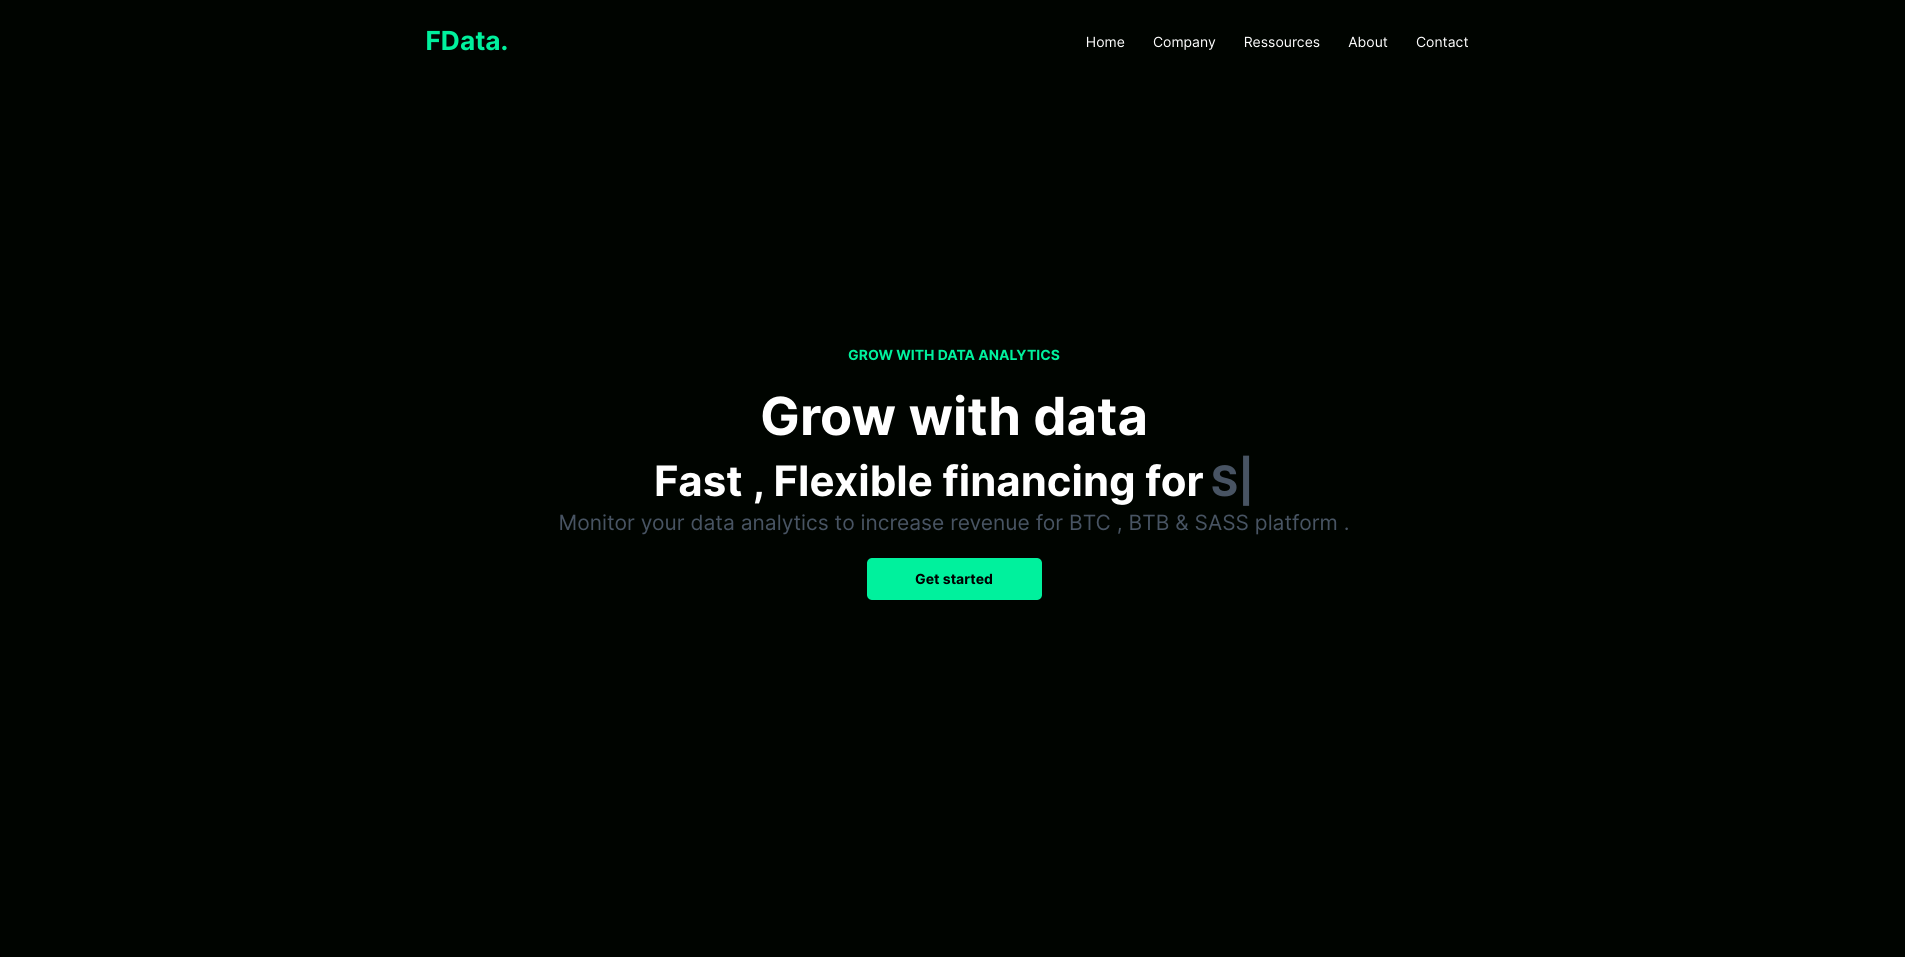 FData.
Home Company Ressources About Contact
GROW WITH DATA ANALYTICS
Grow with data
Fast , Flexible financing for S|
Monitor your data analytics to increase revenue for BTC , BTB & SASS platform .
Get started